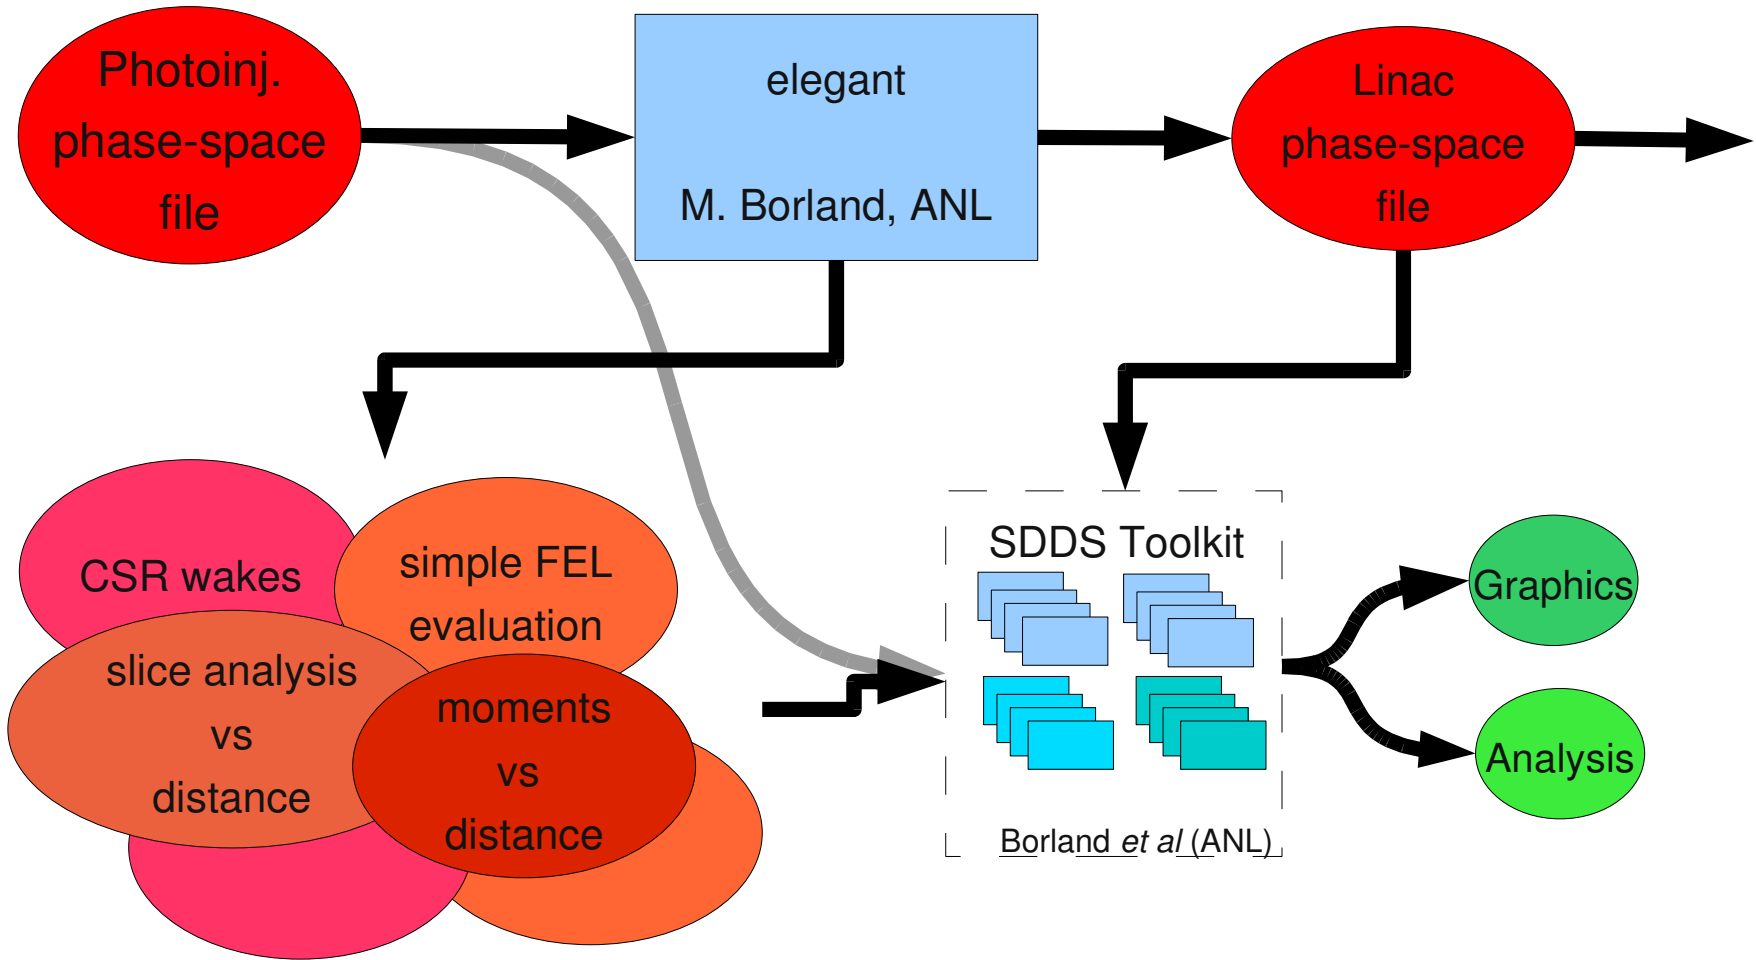 Photoinj.
phase-space
file
elegant
M. Borland, ANL
Linac
phase-space
file
CSR wakes
simple FEL
evaluation
slice analysis
vs
distance
moments
vs
distance
SDDS Toolkit
Borland et al (ANL)
Graphics
Analysis